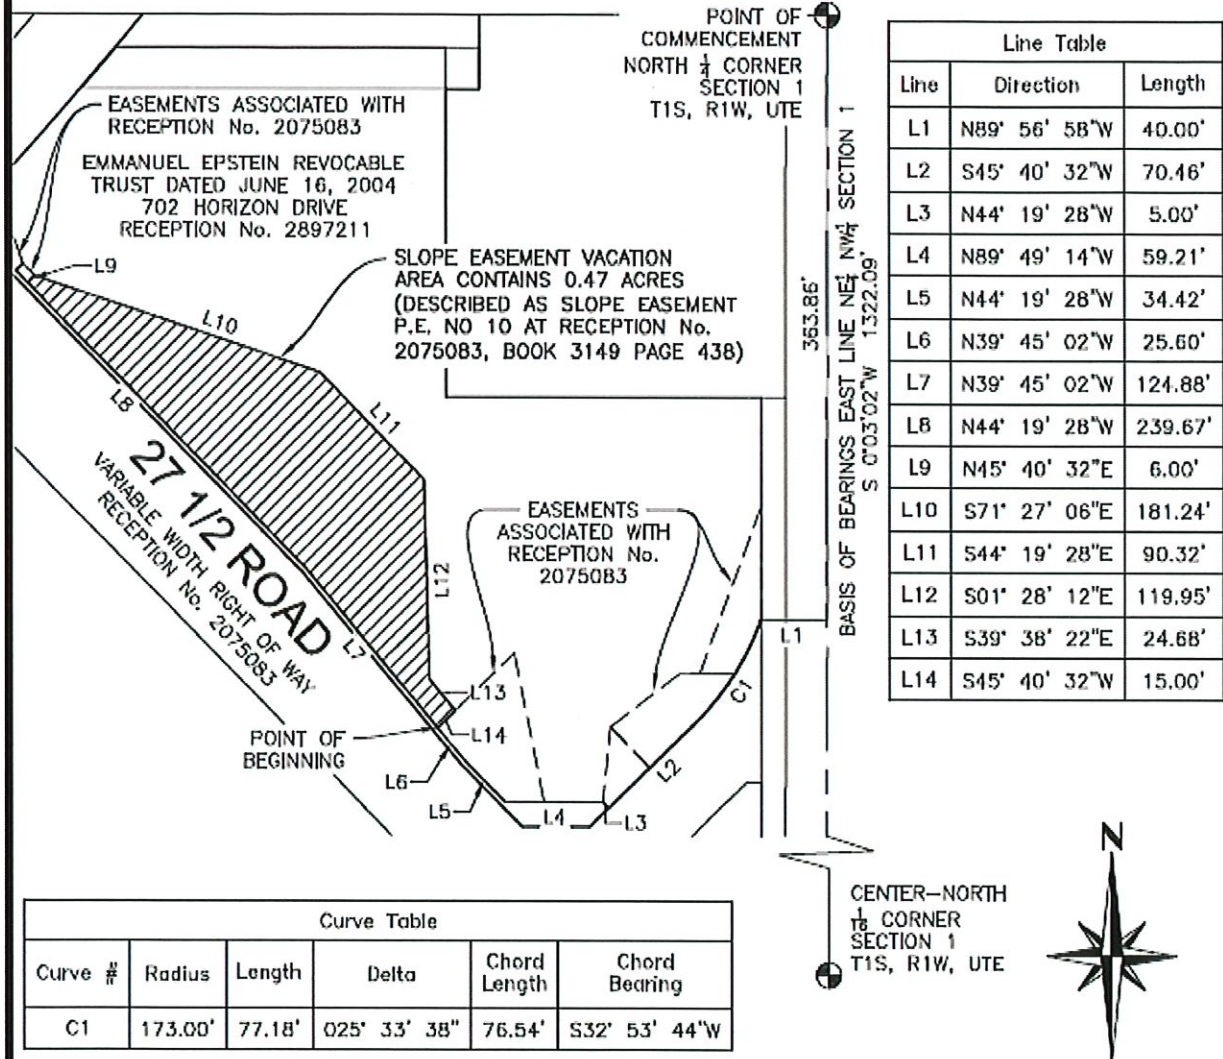 POINT OF
COMMENCEMENT
NORTH 1/4 CORNER
SECTION 1
T1S, R1W, UTE
EASEMENTS ASSOCIATED WITH
RECEPTION No. 2075083
EMMANUEL EPSTEIN REVOCABLE
TRUST DATED JUNE 16, 2004
702 HORIZON DRIVE
RECEPTION No. 2897211
L9
SLOPE EASEMENT VACATION
AREA CONTAINS 0.47 ACRES
(DESCRIBED AS SLOPE EASEMENT
P.E, NO 10 AT RECEPTION No.
2075083, BOOK 3149 PAGE 438)
L10
L8
L11
27 1/2 ROAD
VARIABLE WIDTH RIGHT OF WAY
RECEPTION No. 2075083
L7
L12
EASEMENTS
ASSOCIATED WITH
RECEPTION No.
2075083
363.86'
BASIS OF BEARINGS EAST LINE NE1/4 NW1/4 SECTION 1
S 0°03'02"W 1322.09'
L1
C1
L13
L14
POINT OF
BEGINNING
L6
L5
L4
L3
L2
Line Table
Line Direction Length
L1 N89° 56' 58"W 40.00'
L2 S45° 40' 32"W 70.46'
L3 N44° 19' 28"W 5.00'
L4 N89° 49' 14"W 59.21'
L5 N44° 19' 28"W 34.42'
L6 N39° 45' 02"W 25.60'
L7 N39° 45' 02"W 124.88'
L8 N44° 19' 28"W 239.67'
L9 N45° 40' 32"E 6.00'
L10 S71° 27' 06"E 181.24'
L11 S44° 19' 28"E 90.32'
L12 S01° 28' 12"E 119.95'
L13 S39° 38' 22"E 24.68'
L14 S45° 40' 32"W 15.00'
N
CENTER-NORTH
1/16 CORNER
SECTION 1
T1S, R1W, UTE
Curve Table
Curve # Radius Length Delta Chord Length Chord Bearing
C1 173.00' 77.18' 025° 33' 38" 76.54' S32° 53' 44"W